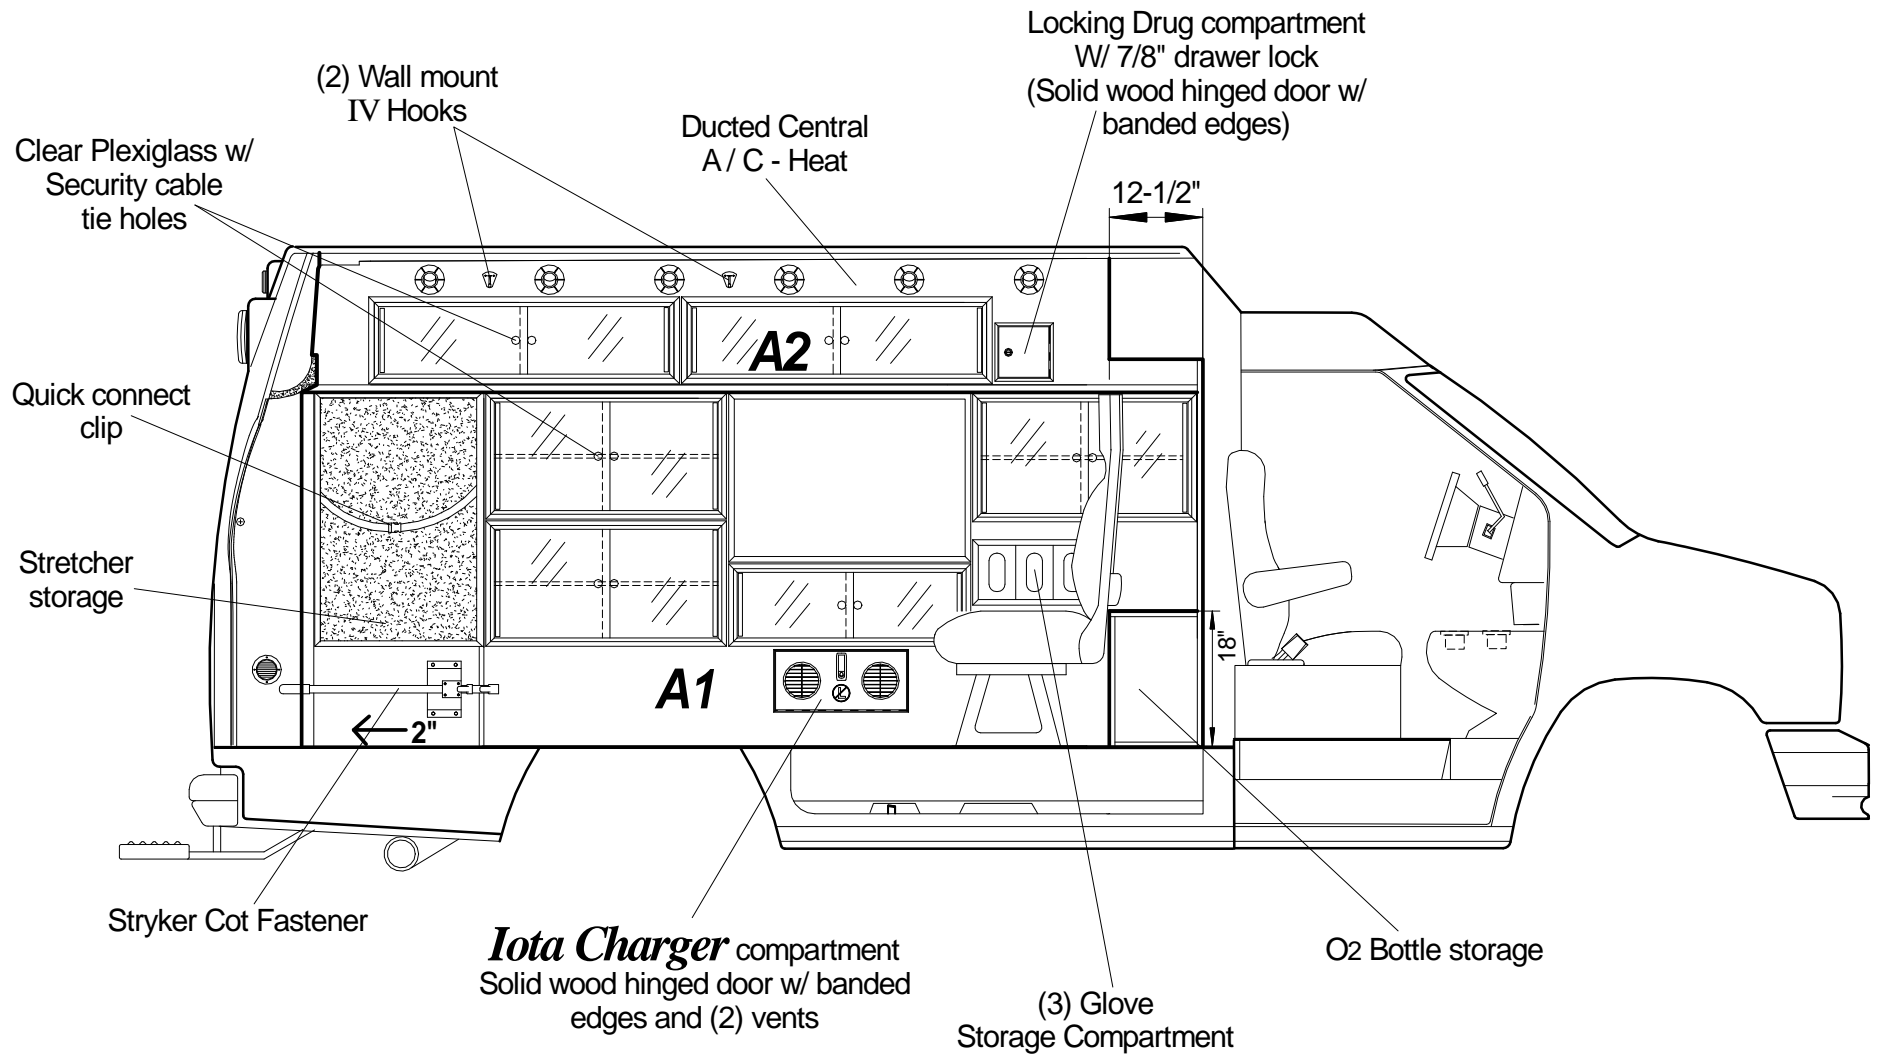 Locking Drug compartment
W/ 7/8" drawer lock
(Solid wood hinged door w/
banded edges)
(2) Wall mount
IV Hooks
Ducted Central
A / C - Heat
Clear Plexiglass w/
Security cable
tie holes
12-1/2"
A2
Quick connect
clip
Stretcher
storage
18"
A1
2"
Stryker Cot Fastener
Iota Charger compartment
Solid wood hinged door w/ banded
edges and (2) vents
O2 Bottle storage
(3) Glove
Storage Compartment